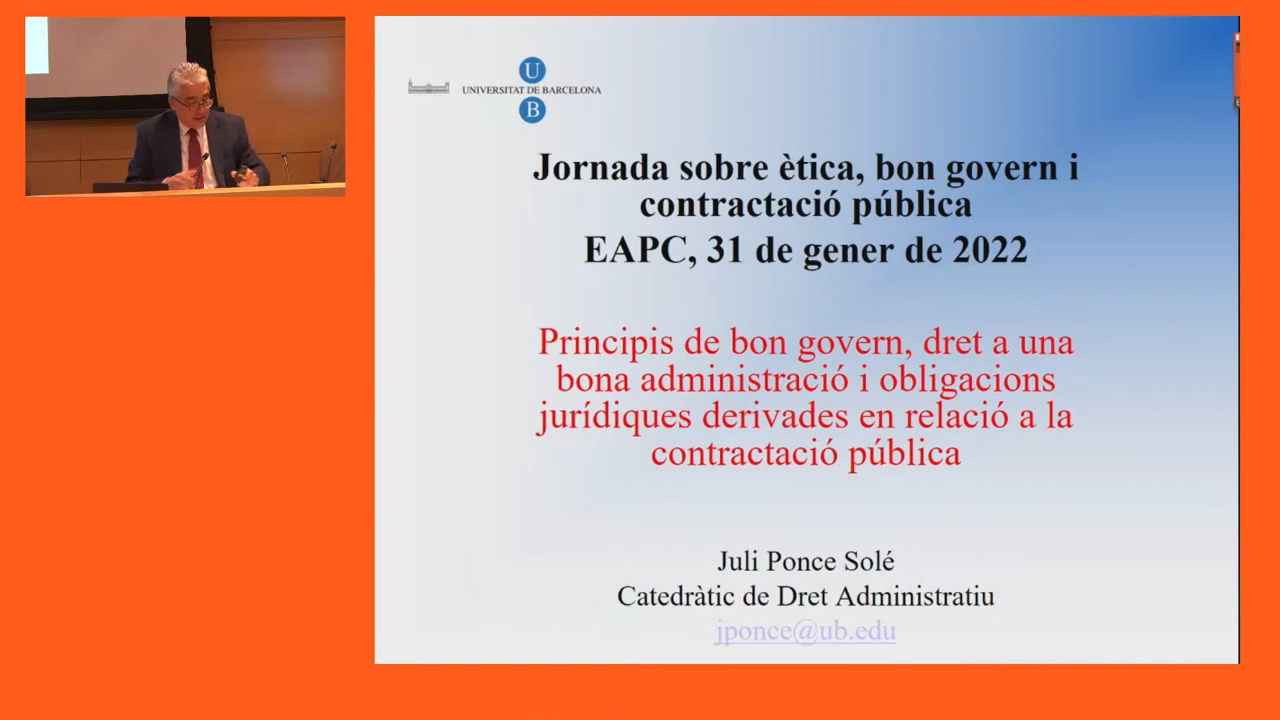 U
UNIVERSITAT DE BARCELONA
B
Jornada sobre ètica, bon govern i
contractació pública
EAPC, 31 de gener de 2022
Principis de bon govern, dret a una
bona administració i obligacions
jurídiques derivades en relació a la
contractació pública
Juli Ponce Solé
Catedràtic de Dret Administratiu
jponce@ub.edu